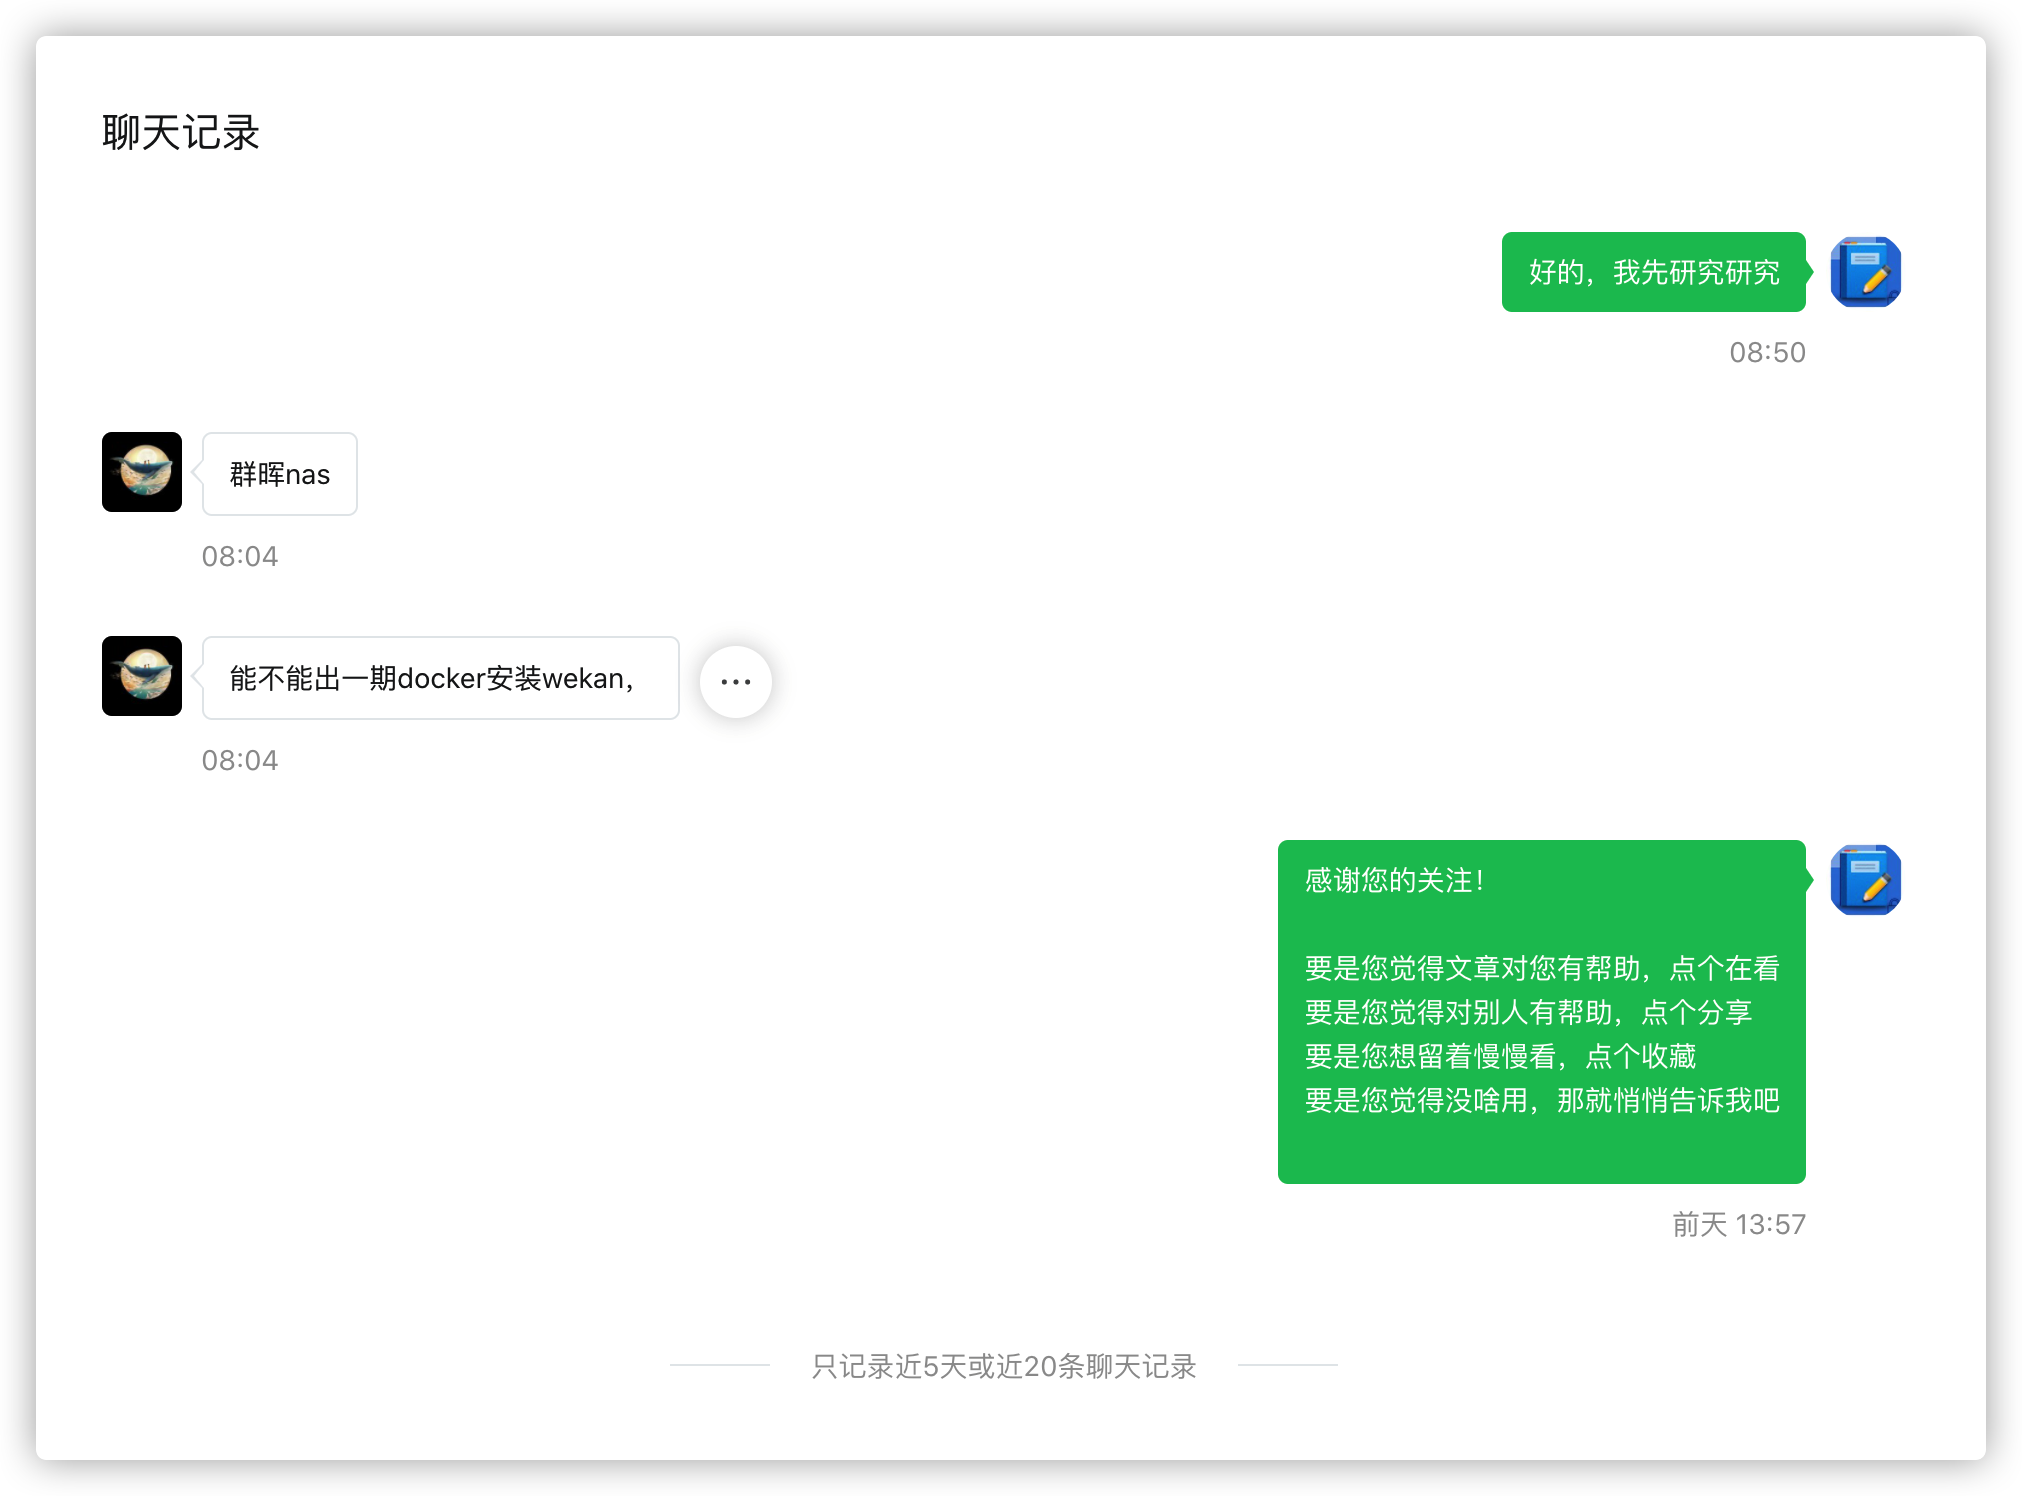 聊天记录
好的，我先研究研究
08:50
群晖nas
08:04
能不能出一期docker安装wekan，
08:04
感谢您的关注！
要是您觉得文章对您有帮助，点个在看
要是您觉得对别人有帮助，点个分享
要是您想留着慢慢看，点个收藏
要是您觉得没啥用，那就悄悄告诉我吧
前天 13:57
只记录近5天或近20条聊天记录